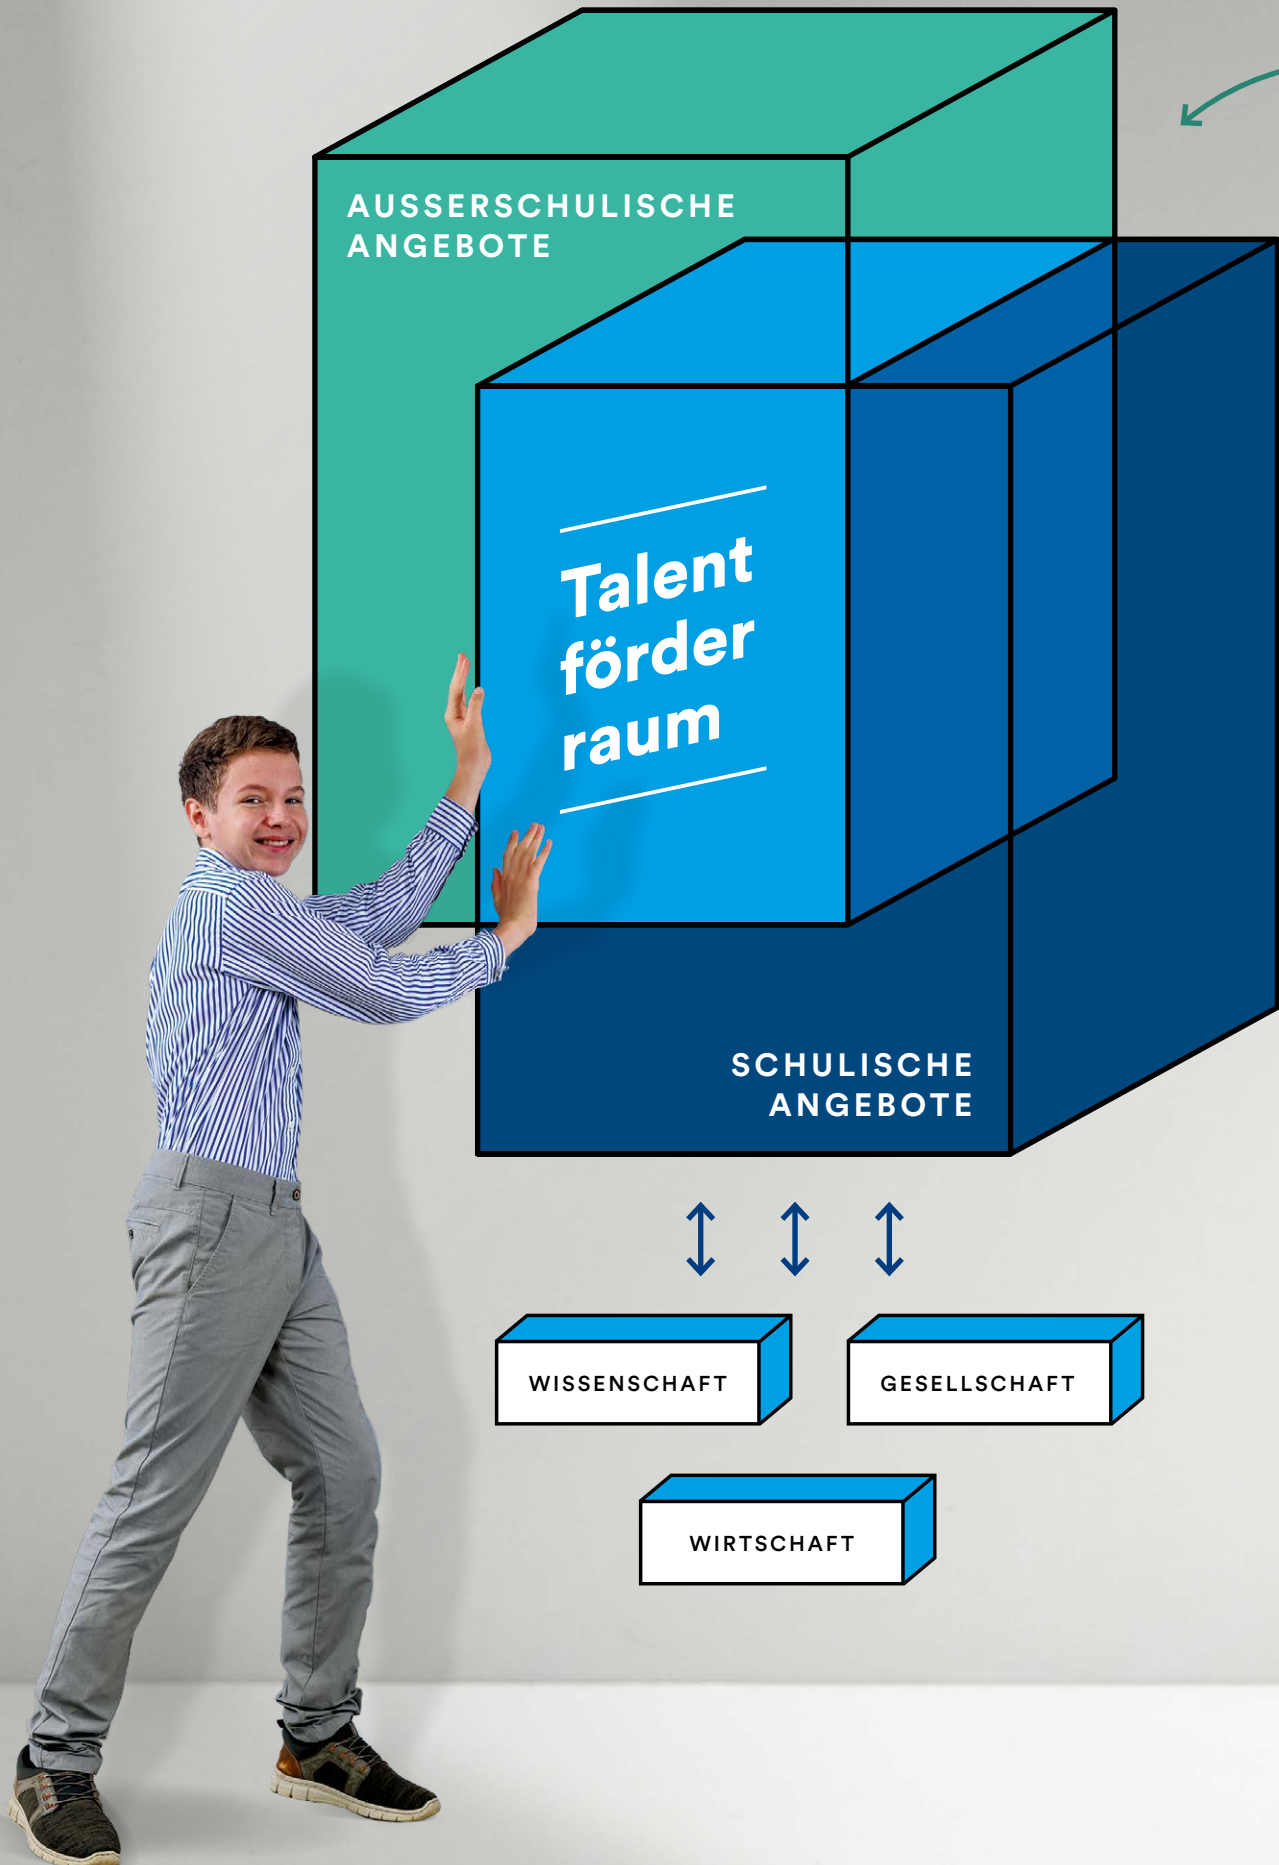 AUSSERSCHULISCHE
ANGEBOTE
Talent
förder
raum
SCHULISCHE
ANGEBOTE
WISSENSCHAFT
GESELLSCHAFT
WIRTSCHAFT